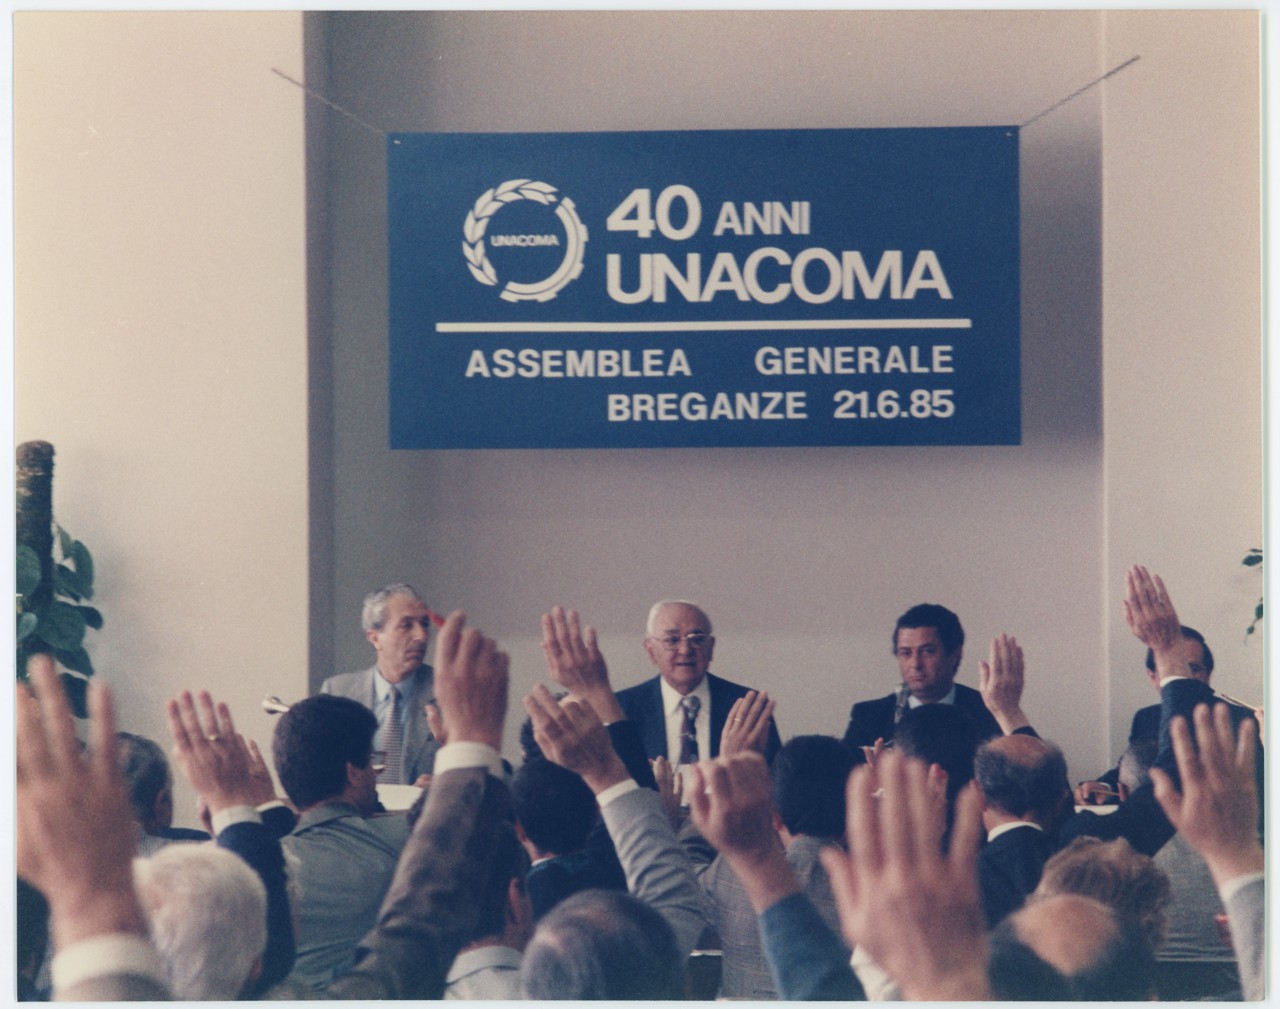 UNACOMA
40 ANNI
UNACOMA
ASSEMBLEA GENERALE
BREGANZE 21.6.85